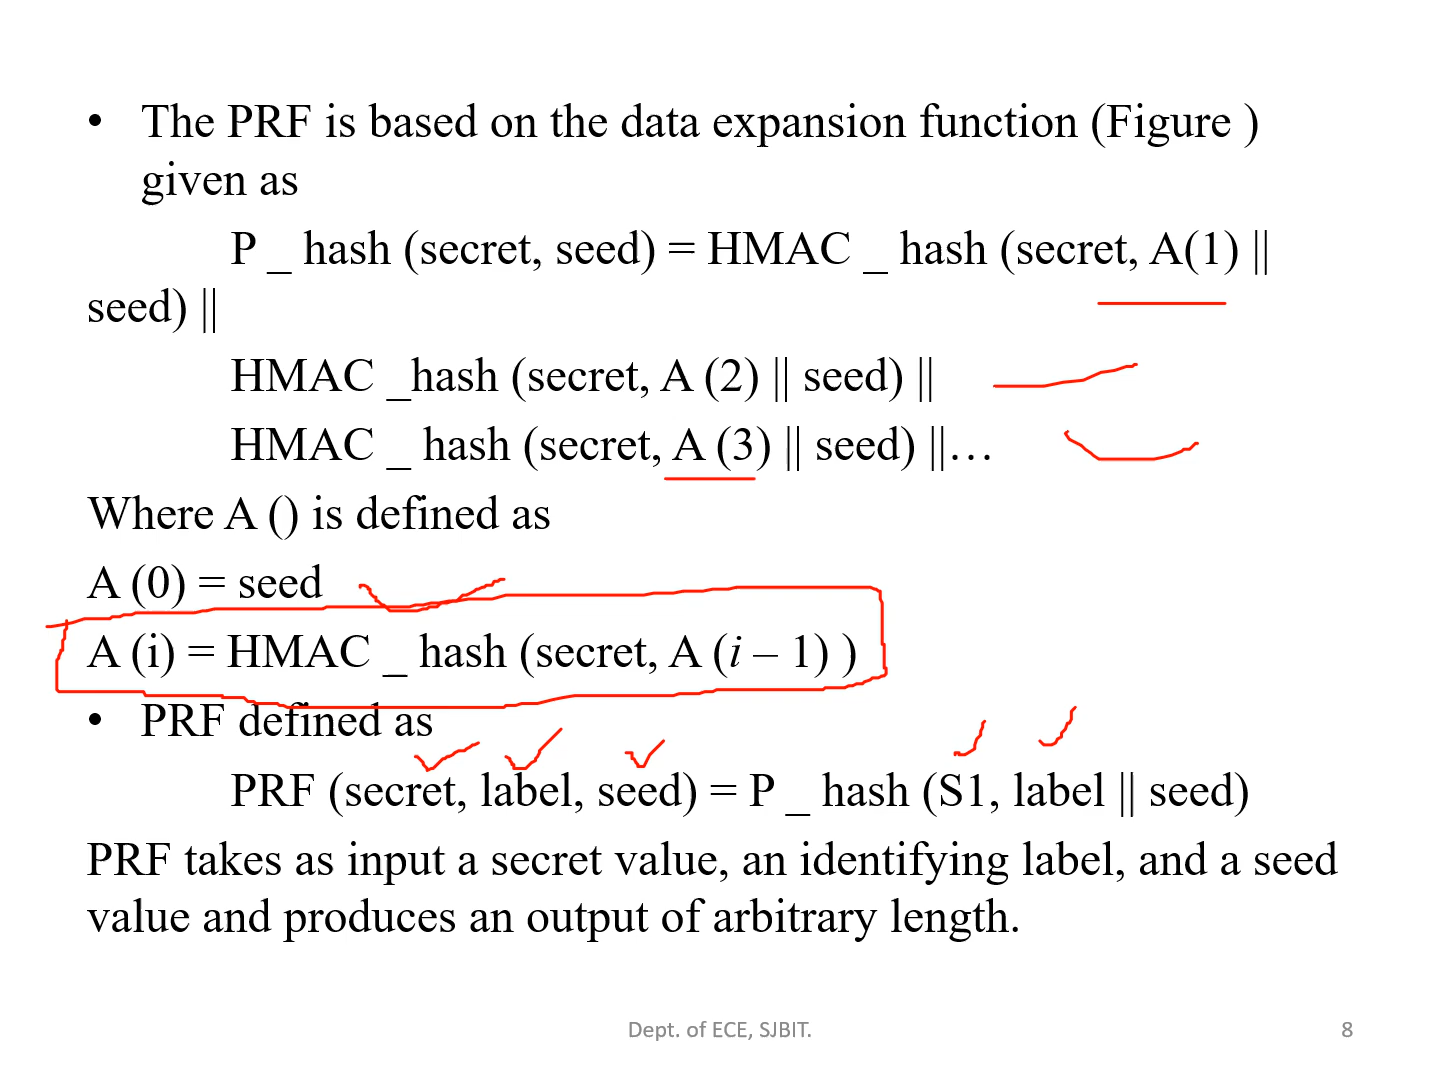 • The PRF is based on the data expansion function (Figure )
given as
P _ hash (secret, seed) = HMAC _ hash (secret, A(1) ||
seed) ||
HMAC _hash (secret, A (2) || seed) ||
HMAC _ hash (secret, A (3) || seed) ||…
Where A () is defined as
A (0) = seed
A (i) = HMAC _ hash (secret, A (i – 1) )
• PRF defined as
PRF (secret, label, seed) = P _ hash (S1, label || seed)
PRF takes as input a secret value, an identifying label, and a seed
value and produces an output of arbitrary length.
Dept. of ECE, SJBIT.
8